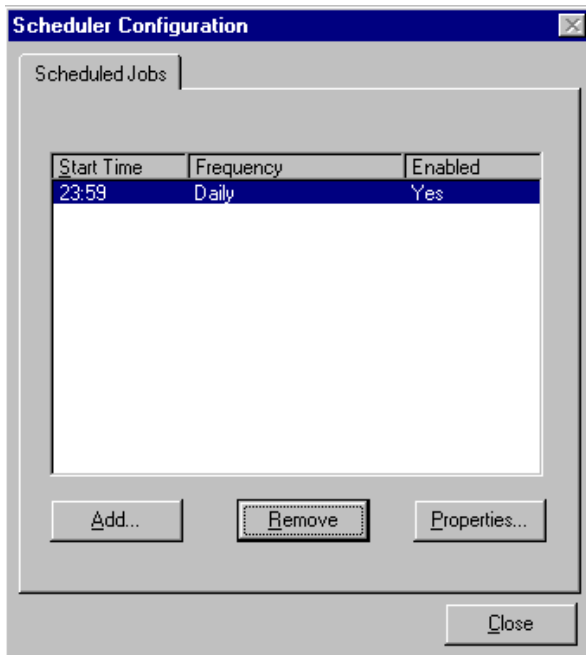 Scheduler Configuration
Scheduled Jobs
Start Time Frequency Enabled
23:59 Daily Yes
Add... Remove Properties...
Close